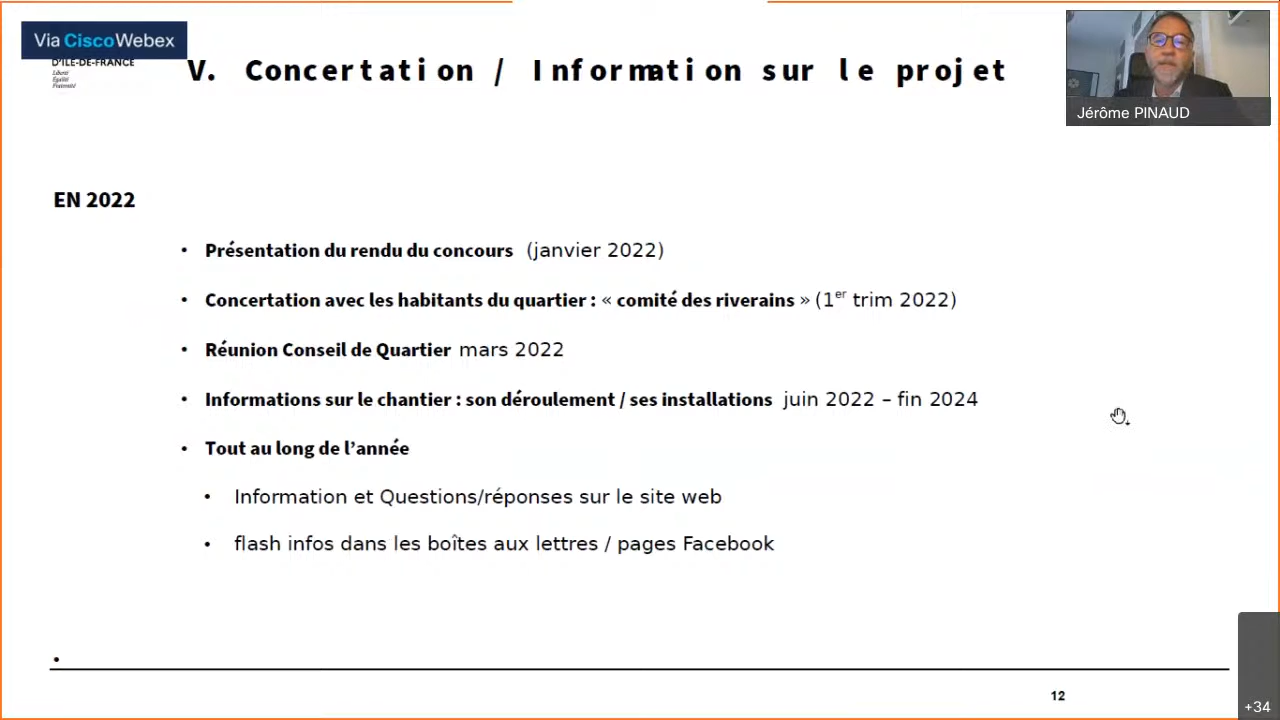 Via CiscoWebex
D'ILE-DE-FRANCE
Liberté
Égalité
Fraternité
V. Concertation / Information sur le projet
Jérôme PINAUD
EN 2022
• Présentation du rendu du concours (janvier 2022)
• Concertation avec les habitants du quartier : « comité des riverains » (1er trim 2022)
• Réunion Conseil de Quartier mars 2022
• Informations sur le chantier : son déroulement / ses installations juin 2022 – fin 2024
• Tout au long de l’année
• Information et Questions/réponses sur le site web
• flash infos dans les boîtes aux lettres / pages Facebook
•
12
+34